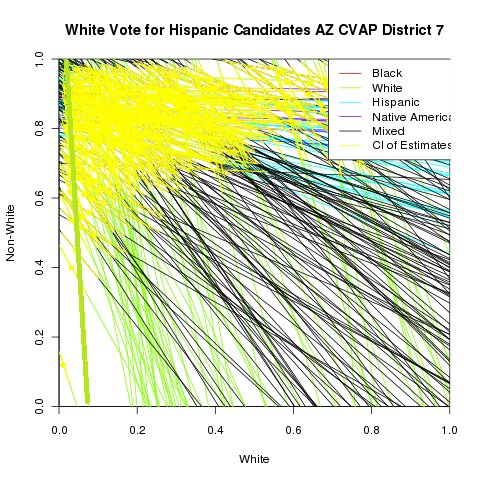 White Vote for Hispanic Candidates AZ CVAP District 7
Black
White
Hispanic
Native America
Mixed
CI of Estimates
Non-White
1.0
0.8
0.6
0.4
0.2
0.0
0.0 0.2 0.4 0.6 0.8 1.0
White